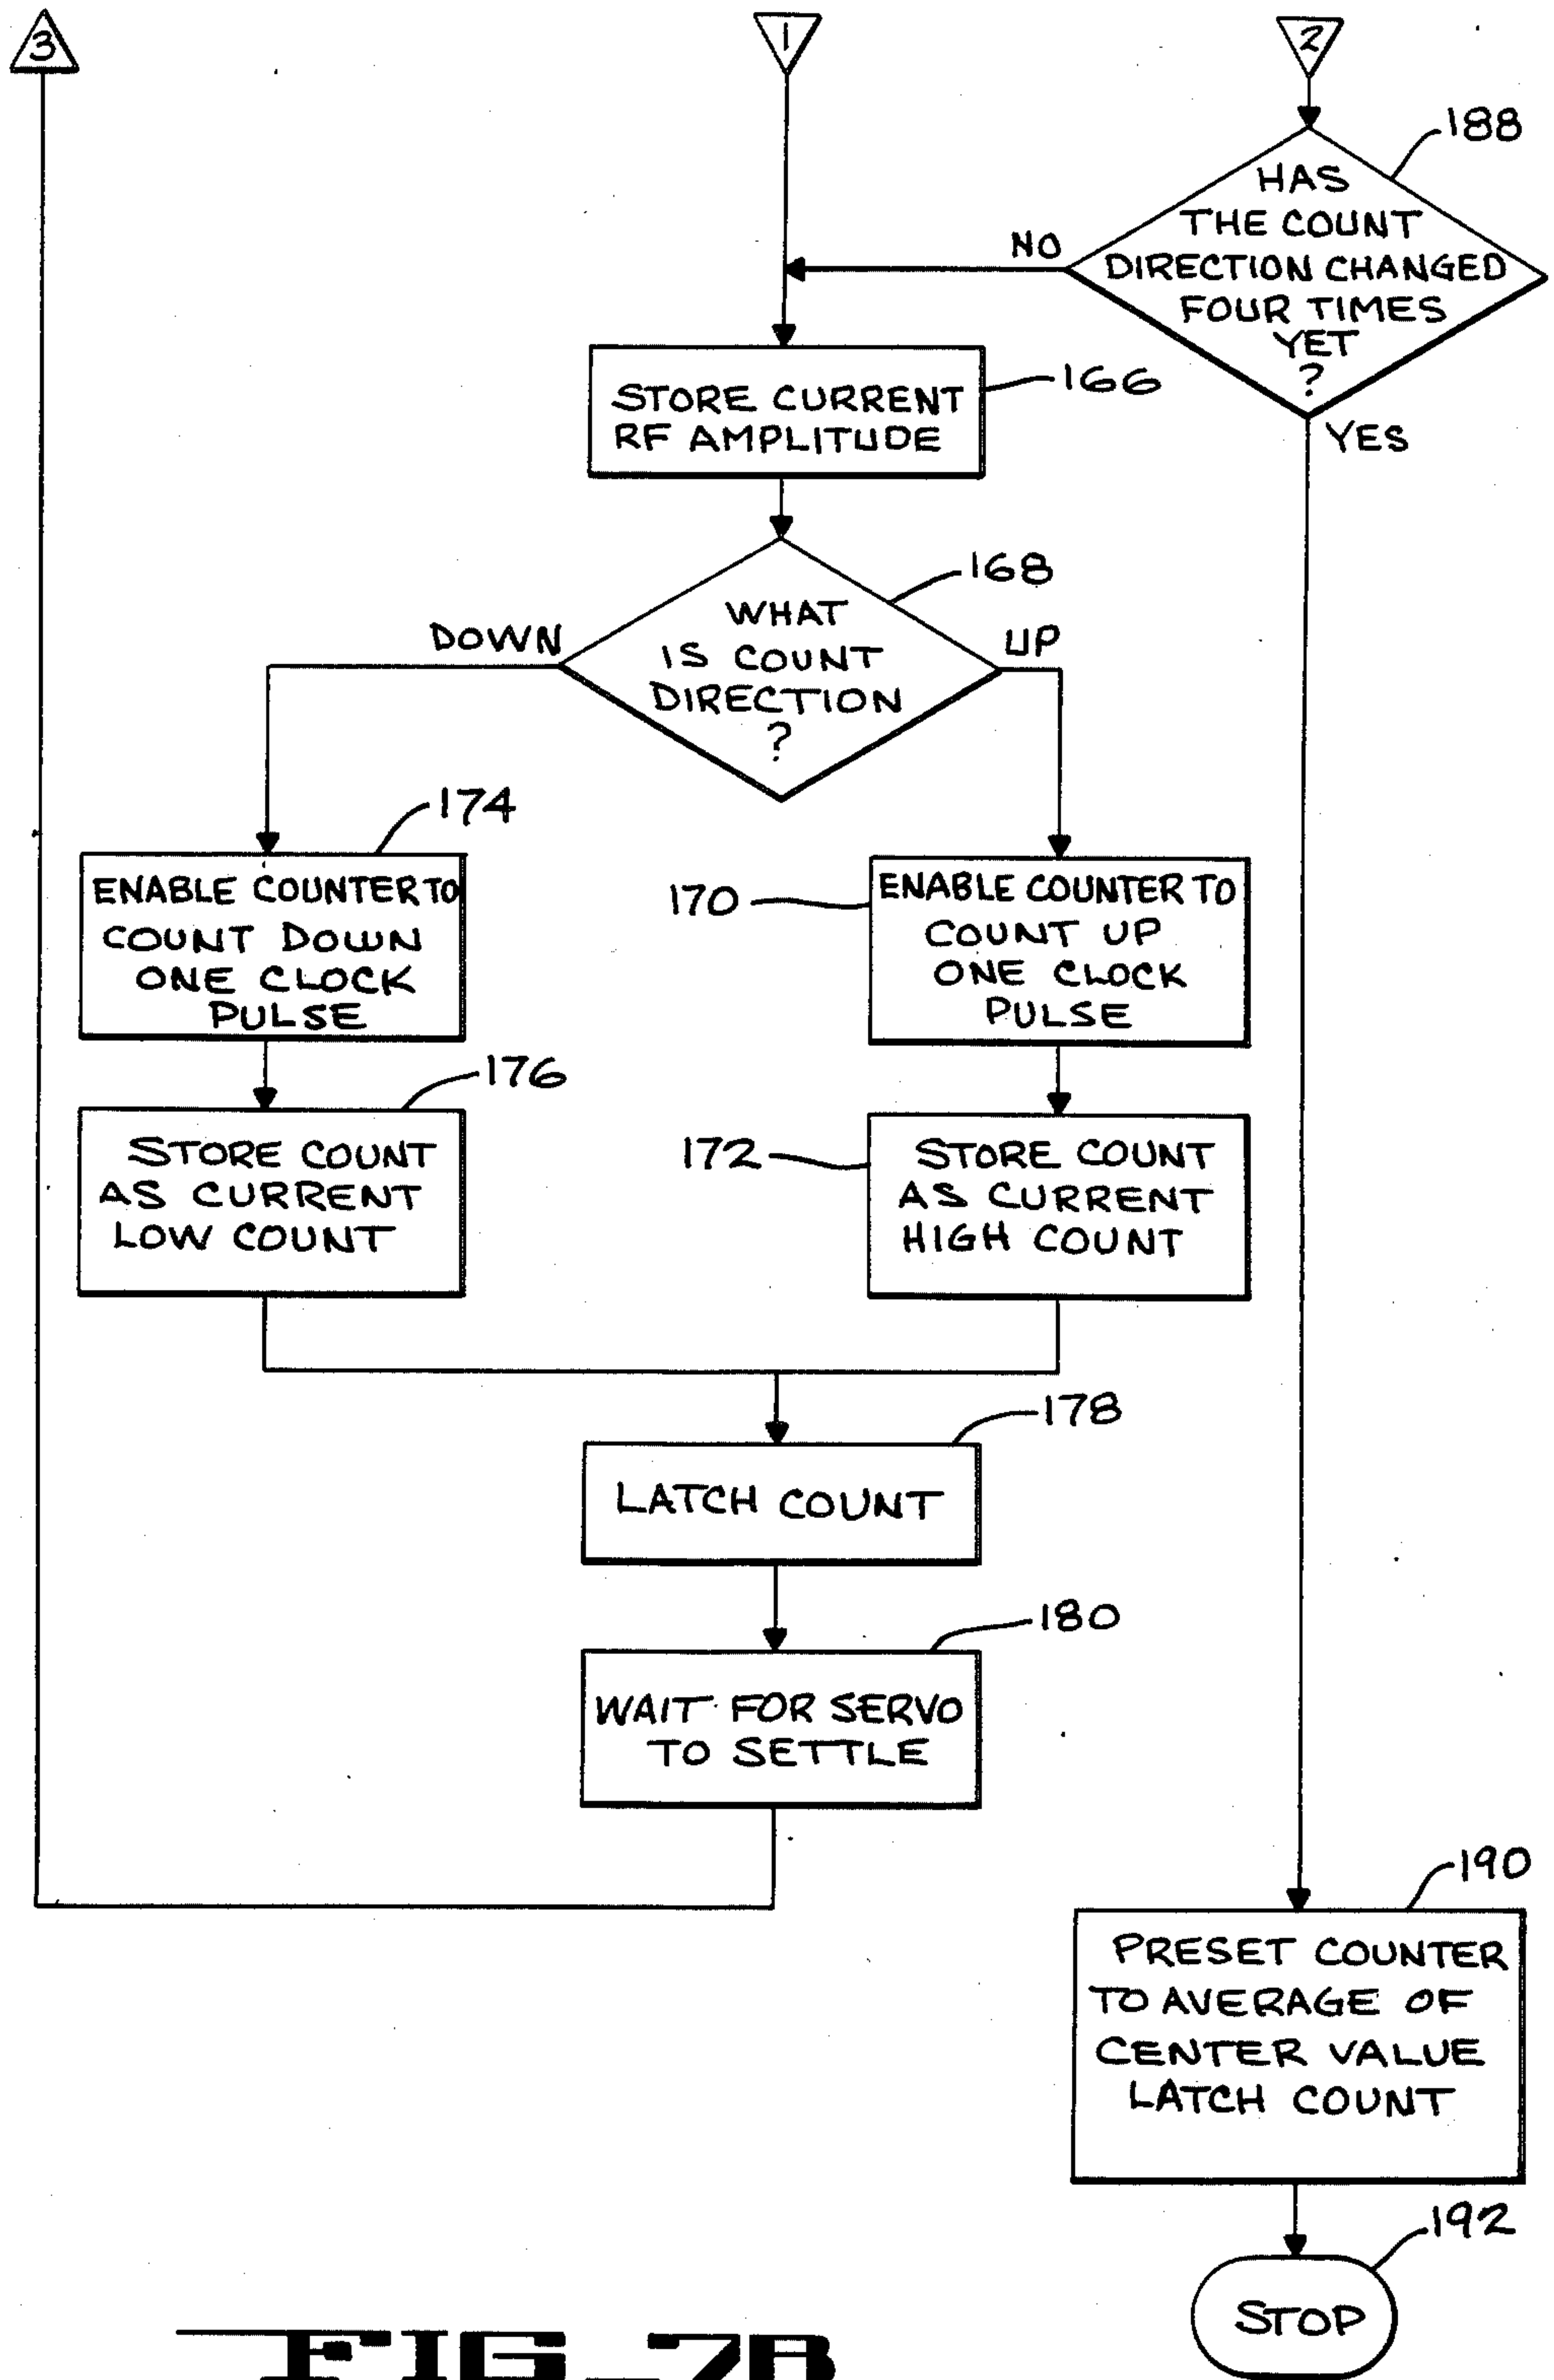 3
1
2
188
HAS
THE COUNT
DIRECTION CHANGED
FOUR TIMES
YET
?
NO
YES
STORE CURRENT
RF AMPLITUDE
166
168
WHAT
IS COUNT
DIRECTION
?
DOWN
UP
174
ENABLE COUNTER TO
COUNT DOWN
ONE CLOCK
PULSE
170
ENABLE COUNTER TO
COUNT UP
ONE CLOCK
PULSE
176
STORE COUNT
AS CURRENT
LOW COUNT
172
STORE COUNT
AS CURRENT
HIGH COUNT
178
LATCH COUNT
180
WAIT FOR SERVO
TO SETTLE
190
PRESET COUNTER
TO AVERAGE OF
CENTER VALUE
LATCH COUNT
192
STOP
FIG_7B